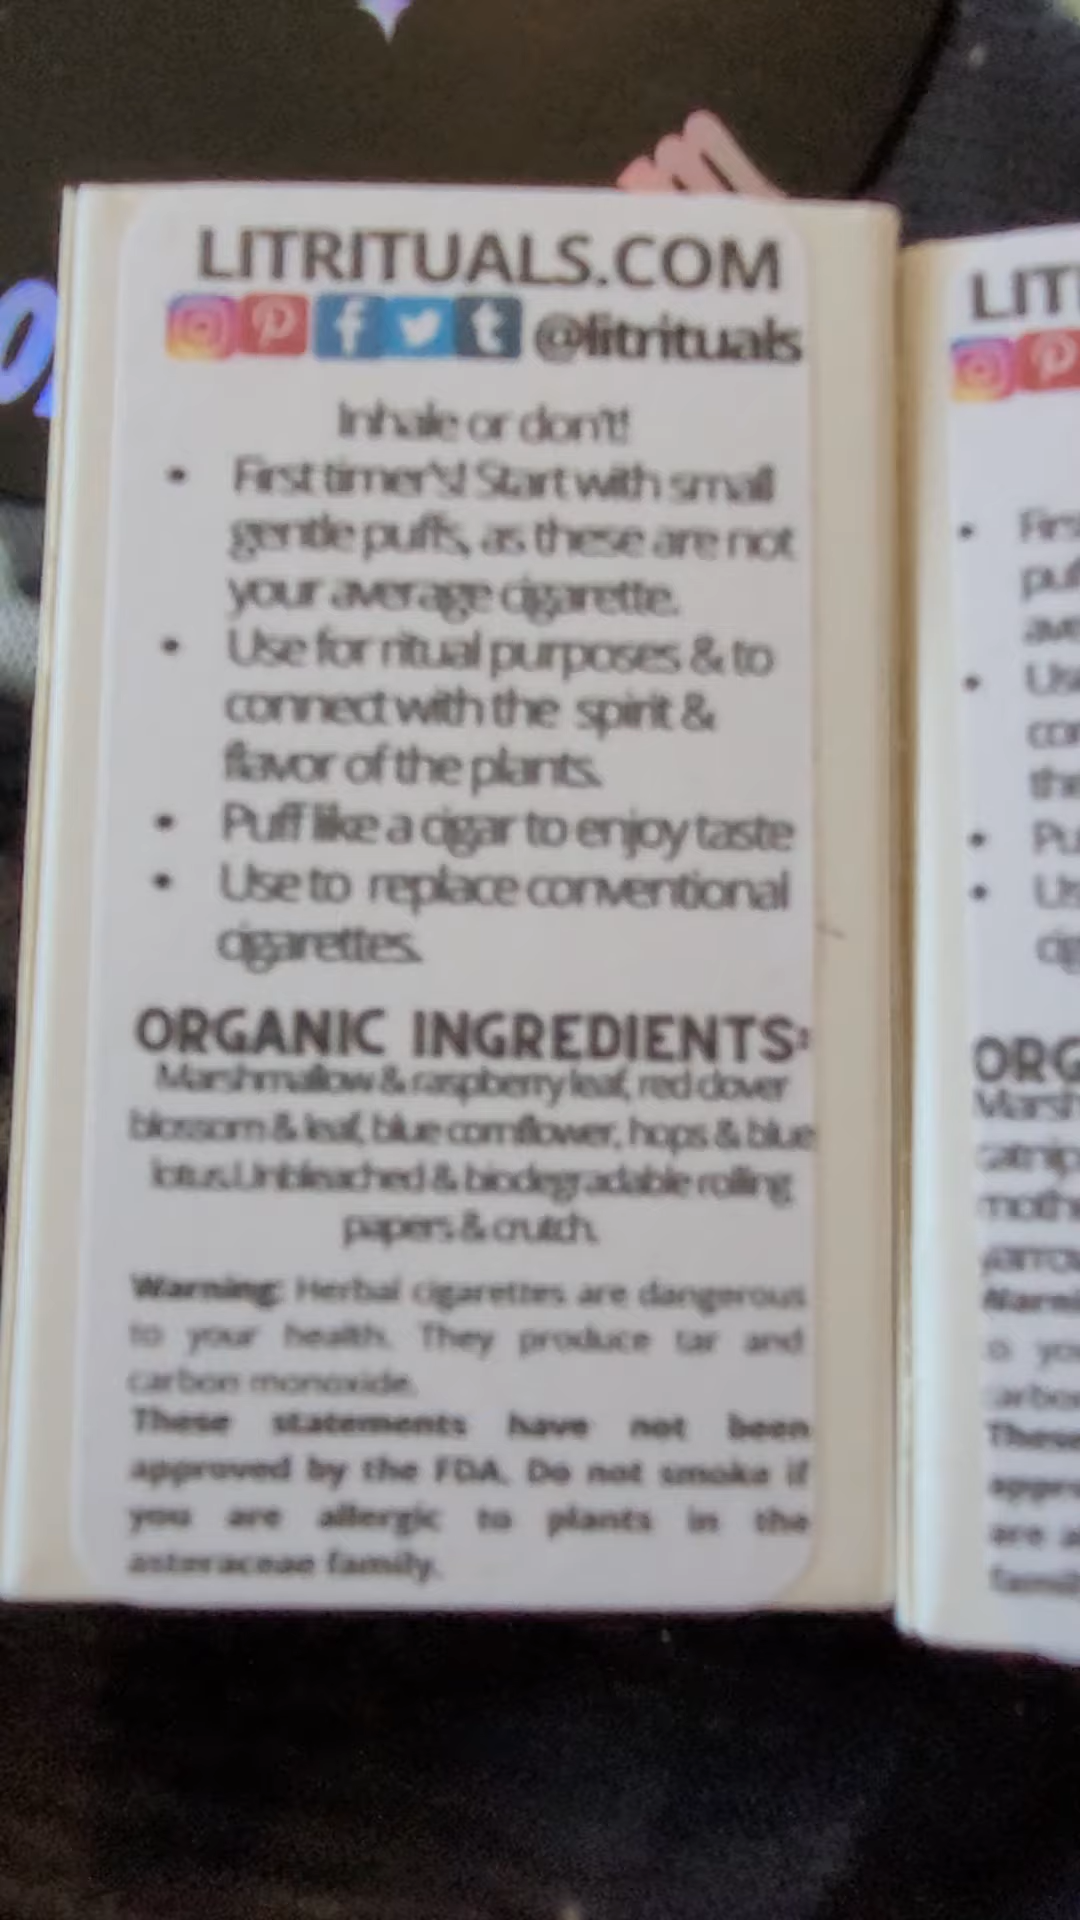 LITRITUALS.COM
@litrituals
Inhale or don't!
First timer's! Start with small
gentle puffs, as these are not
your average cigarette.
Use for ritual purposes & to
connect with the spirit &
flavor of the plants.
Puff like a cigar to enjoy taste
Use to replace conventional
cigarettes.
ORGANIC INGREDIENTS:
Marshmallow & raspberry leaf, red clover
blossom & leaf, blue cornflower, hops & blue
lotus.Unbleached & biodegradable rolling
papers & crutch.
Warning: Herbal cigarettes are dangerous
to your health. They produce tar and
carbon monoxide.
These statements have not been
approved by the FDA. Do not smoke if
you are allergic to plants in the
asteraceae family.
LIT
ORG